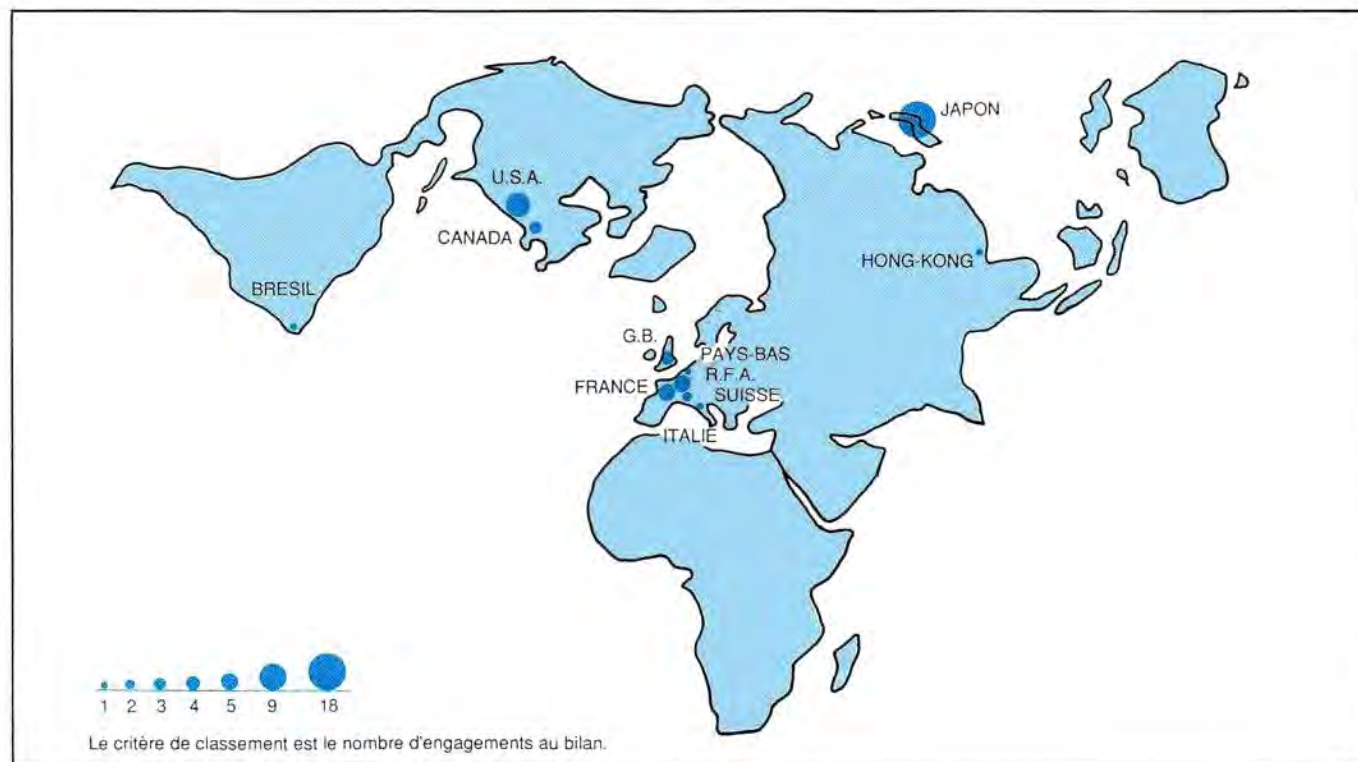 JAPON
U.S.A.
CANADA
HONG-KONG
BRESIL
G.B.
PAYS-BAS
R.F.A.
FRANCE
SUISSE
ITALIE
1 2 3 4 5 9 18
Le critère de classement est le nombre d'engagements au bilan.